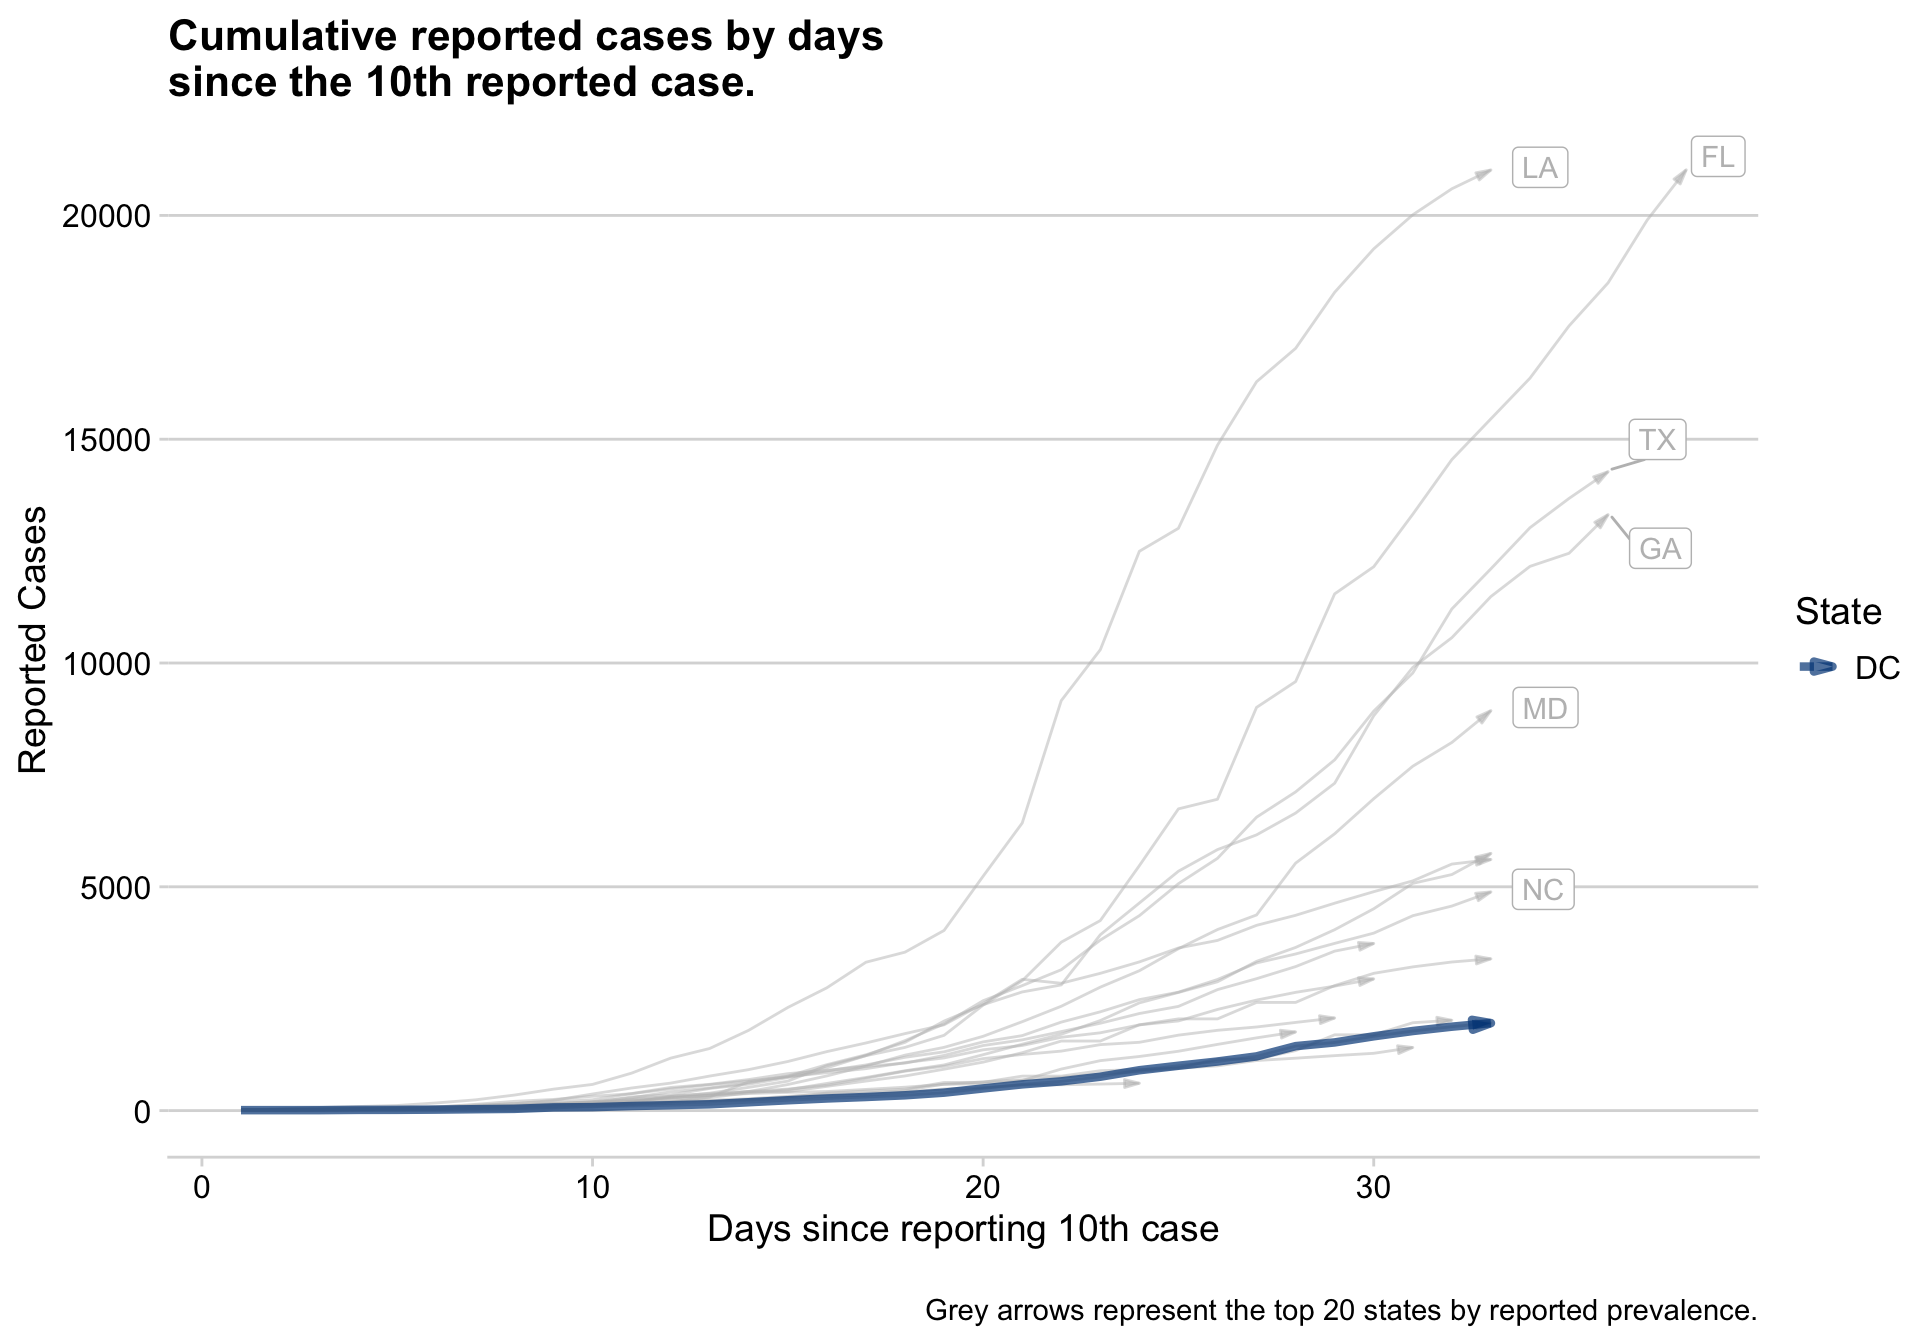 Cumulative reported cases by days
since the 10th reported case.
LA
FL
20000
TX
15000
GA
Reported Cases
State
DC
10000
MD
5000
NC
0
0 10 20 30
Days since reporting 10th case
Grey arrows represent the top 20 states by reported prevalence.